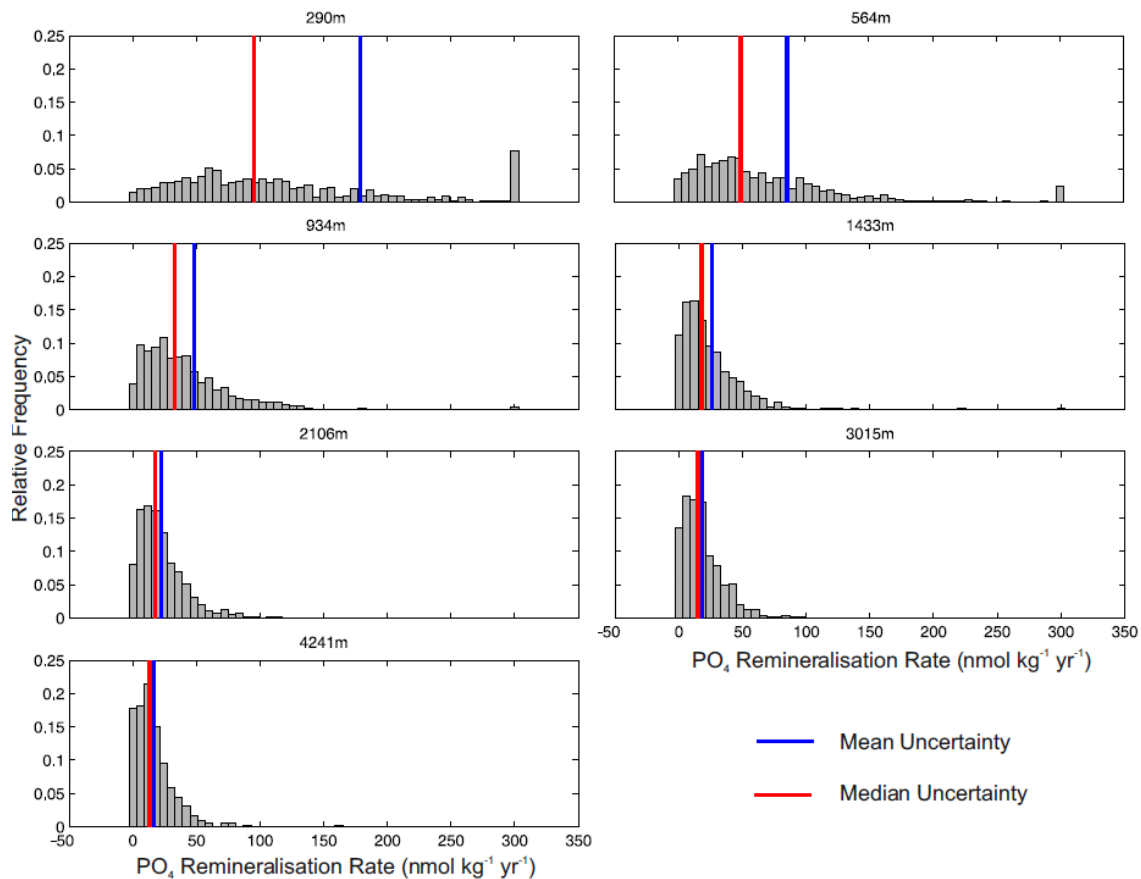 290m
564m
0.25
0.2
0.15
0.1
0.05
0
934m
1433m
0.25
0.2
0.15
0.1
0.05
0
Relative Frequency
2106m
3015m
0.25
0.2
0.15
0.1
0.05
0
-50 0 50 100 150 200 250 300 350
PO₄ Remineralisation Rate (nmol kg⁻¹ yr⁻¹)
4241m
0.25
0.2
0.15
0.1
0.05
0
-50 0 50 100 150 200 250 300 350
PO₄ Remineralisation Rate (nmol kg⁻¹ yr⁻¹)
Mean Uncertainty
Median Uncertainty